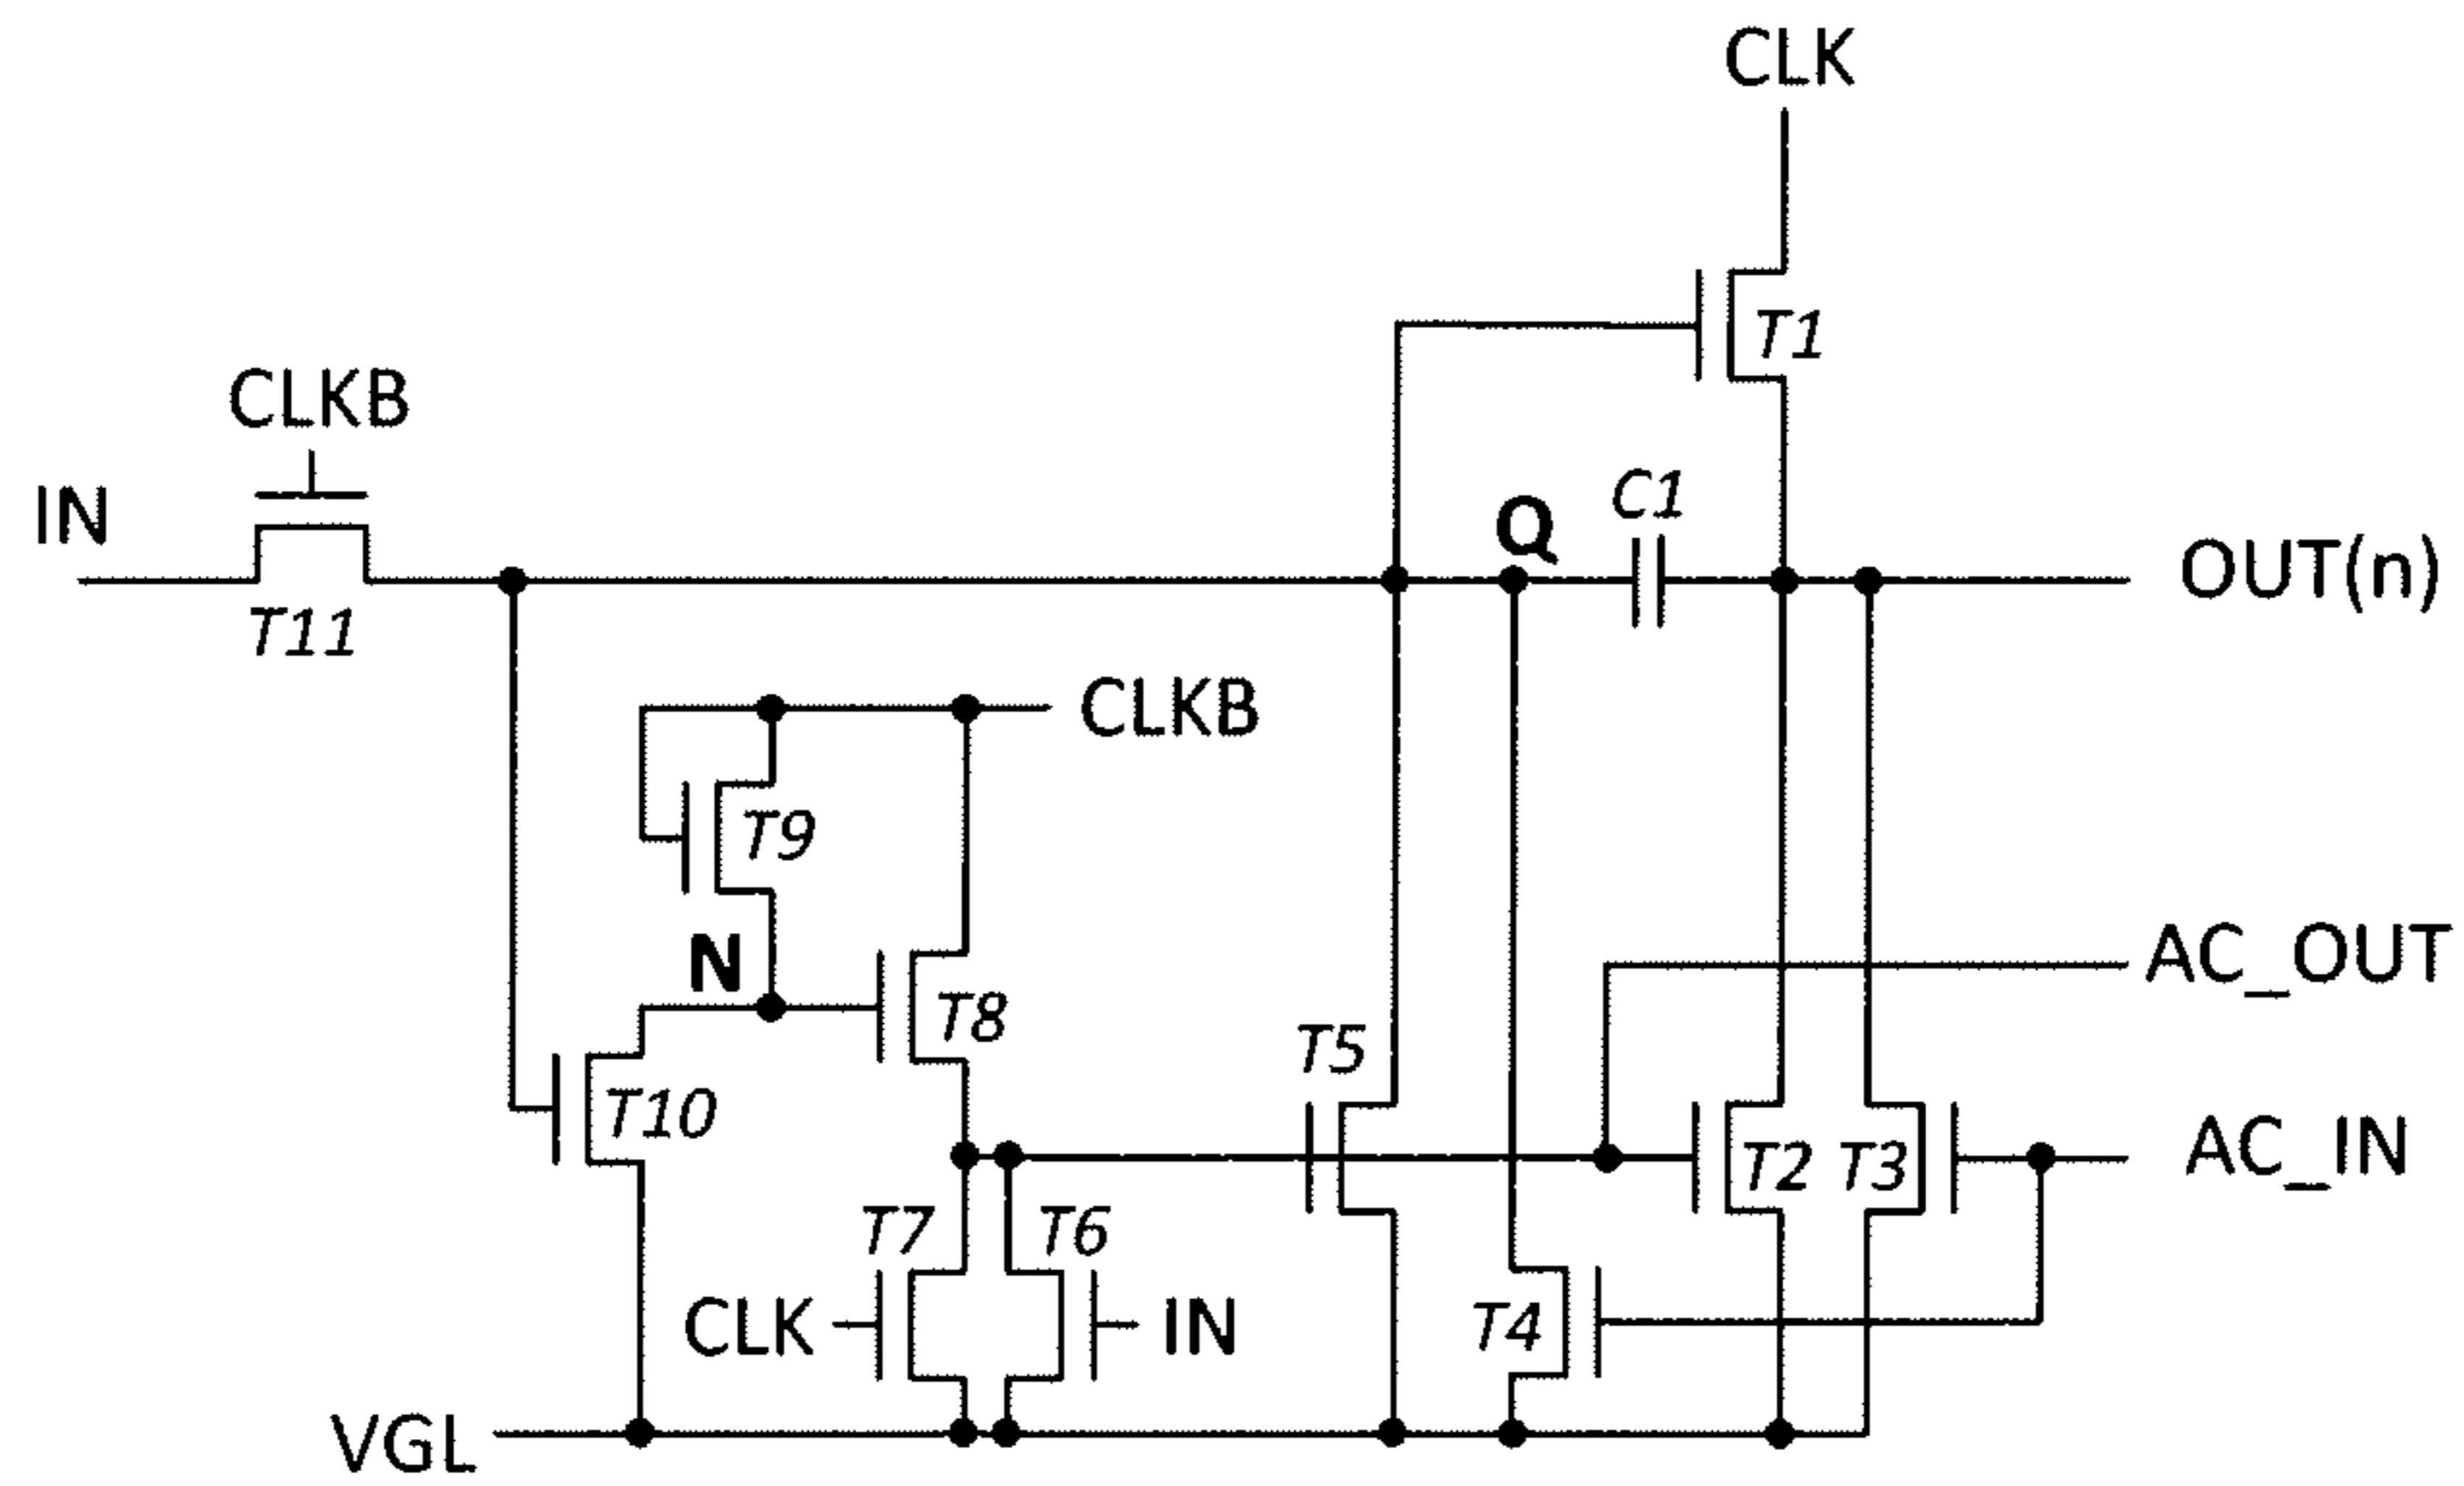 CLK
T1
CLKB
IN
T11
Q
C1
OUT(n)
CLKB
T9
N
T8
AC_OUT
T5
T10
T2
T3
AC_IN
T7
T6
CLK
IN
T4
VGL